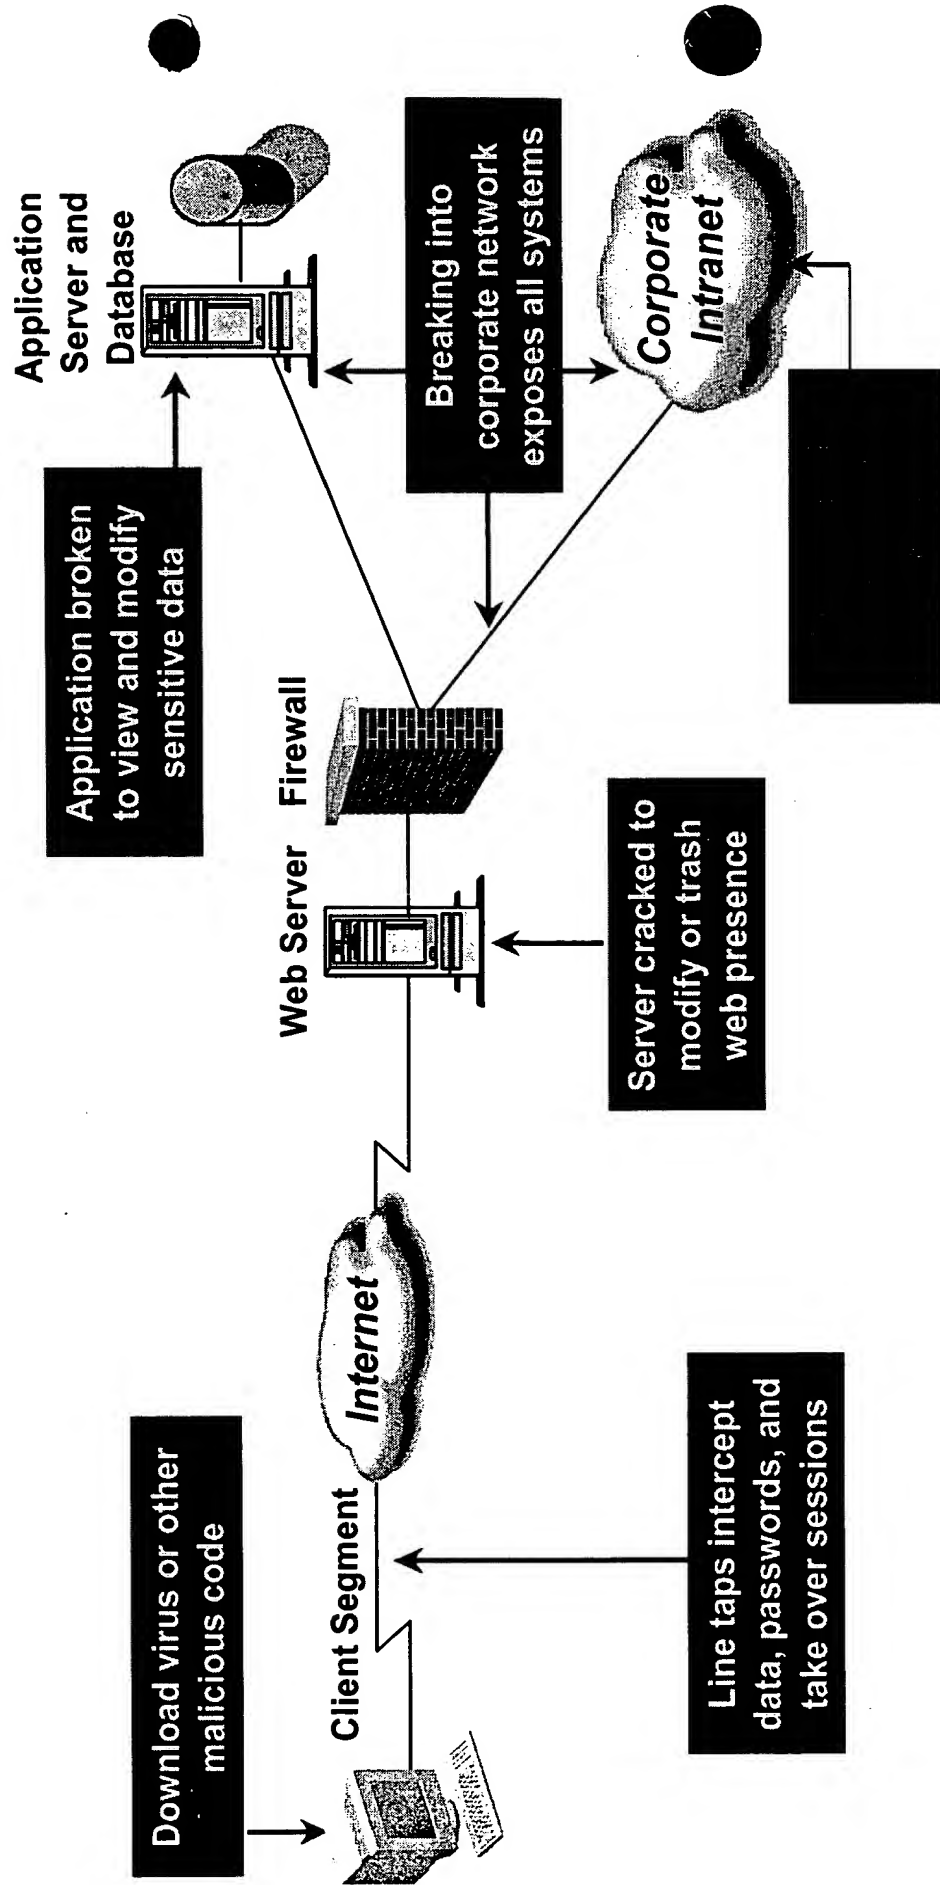 Download virus or other
malicious code
Client Segment
Internet
Line taps intercept
data, passwords, and
take over sessions
Web Server
Firewall
Server cracked to
modify or trash
web presence
Application broken
to view and modify
sensitive data
Application
Server and
Database
Breaking into
corporate network
exposes all systems
Corporate
Intranet